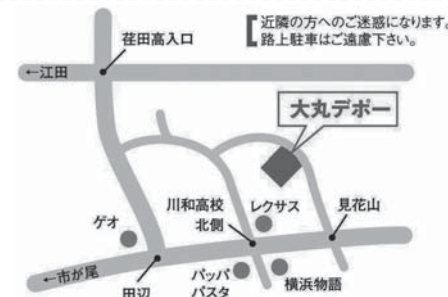 近隣の方へのご迷惑になります。
路上駐車はご遠慮下さい。
荏田高入口
←江田
大丸デポー
川和高校
北側
レクサス
見花山
ゲオ
←市が尾
田辺
パッパ
パスタ
横浜物語